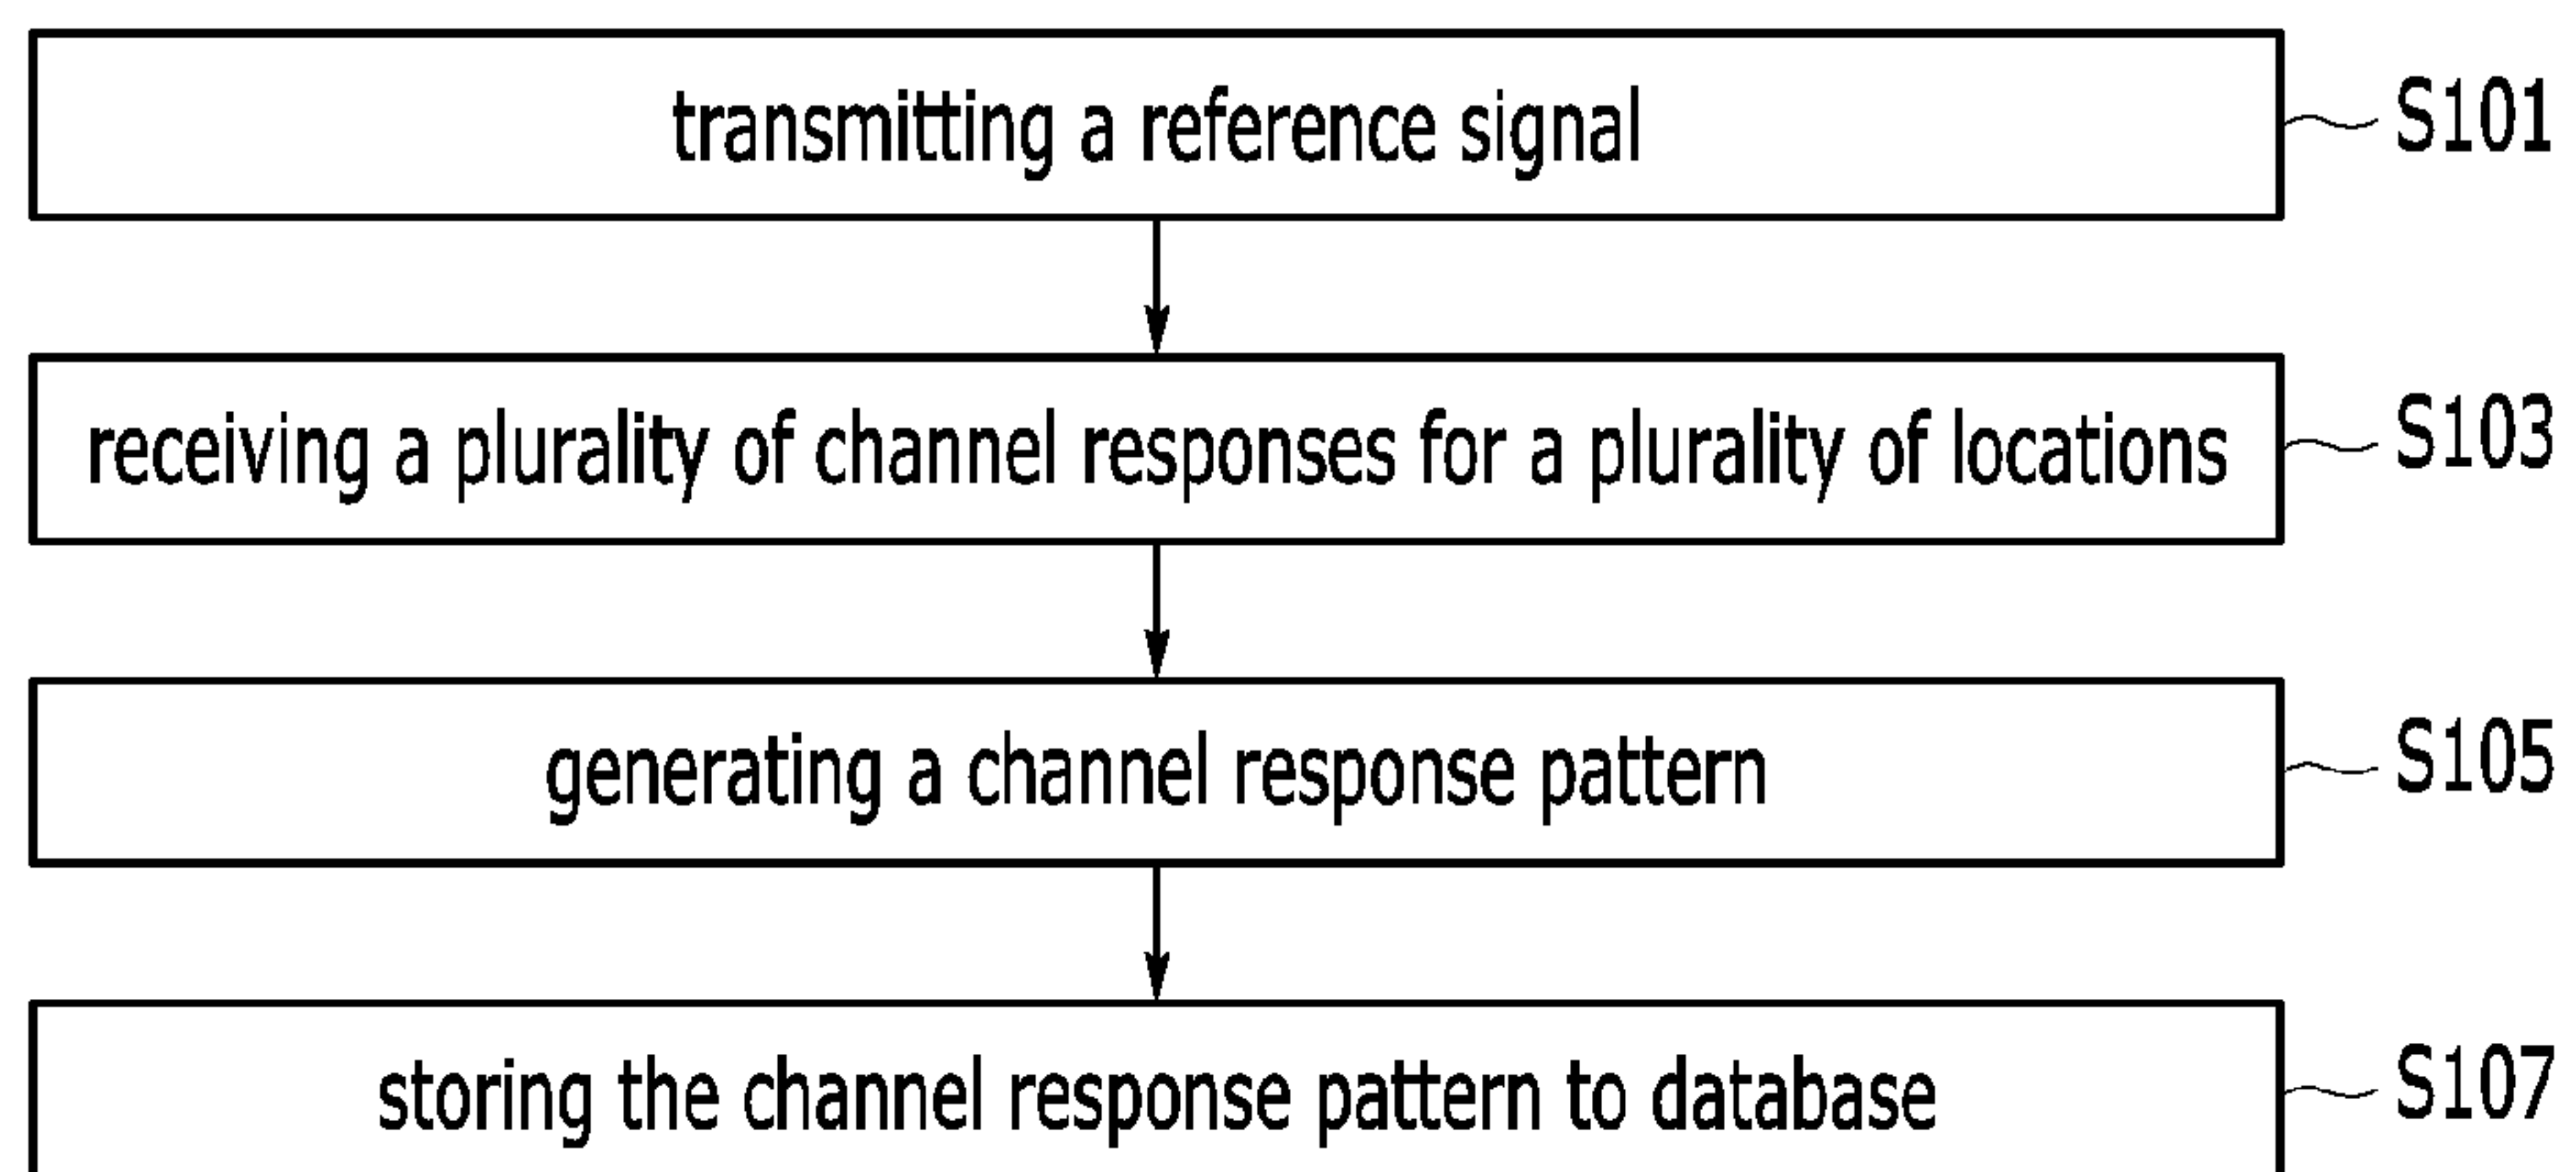 transmitting a reference signal S101
receiving a plurality of channel responses for a plurality of locations S103
generating a channel response pattern S105
storing the channel response pattern to database S107